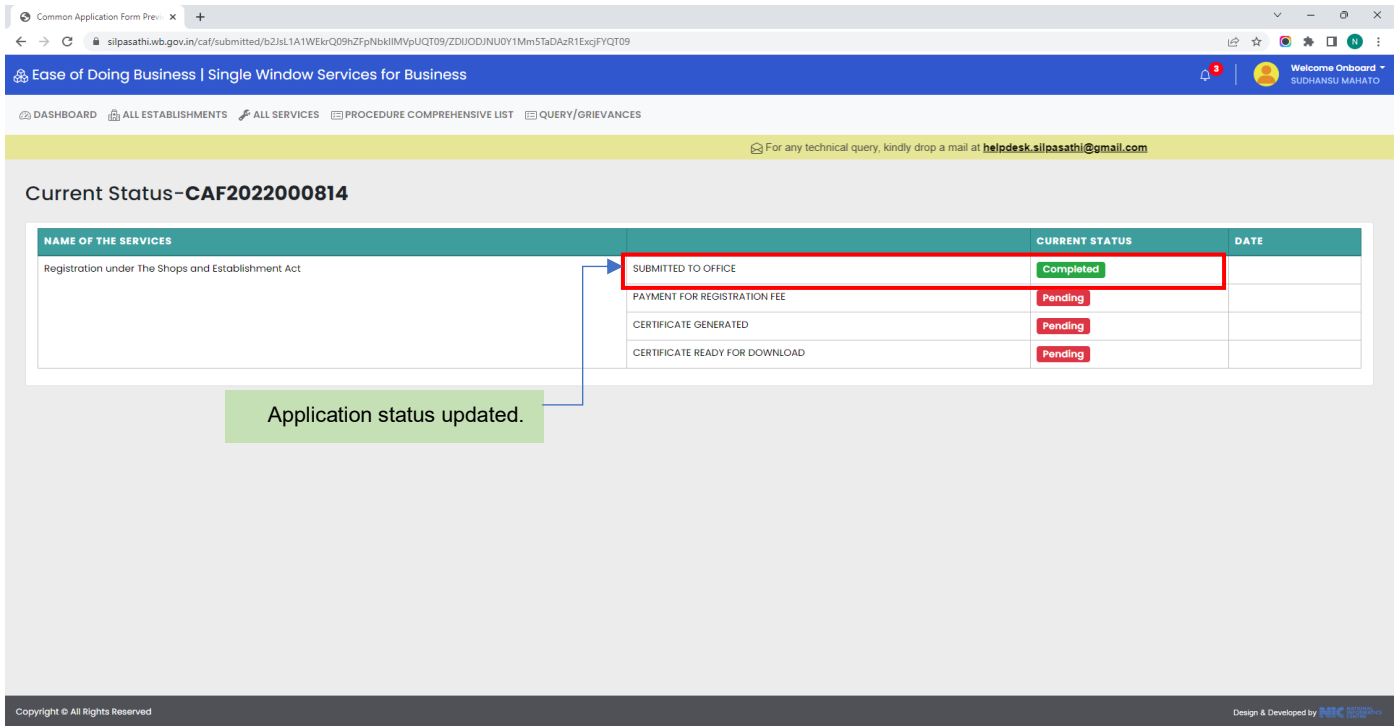 Common Application Form Previ
silpasathi.wb.gov.in/caf/submitted/b2JsL1A1WEkrQ09hZFpNbkllMVpUQT09/ZDlJODJNU0Y1Mm5TaDAzR1ExcjFYQT09
N
Ease of Doing Business | Single Window Services for Business
3
Welcome Onboard
SUDHANSU MAHATO
DASHBOARD ALL ESTABLISHMENTS ALL SERVICES PROCEDURE COMPREHENSIVE LIST QUERY/GRIEVANCES
For any technical query, kindly drop a mail at helpdesk.silpasathi@gmail.com
Current Status-CAF2022000814
NAME OF THE SERVICES CURRENT STATUS DATE
Registration under The Shops and Establishment Act SUBMITTED TO OFFICE Completed
PAYMENT FOR REGISTRATION FEE Pending
CERTIFICATE GENERATED Pending
CERTIFICATE READY FOR DOWNLOAD Pending
Application status updated.
Copyright © All Rights Reserved
Design & Developed by NIC NATIONAL INFORMATICS CENTRE